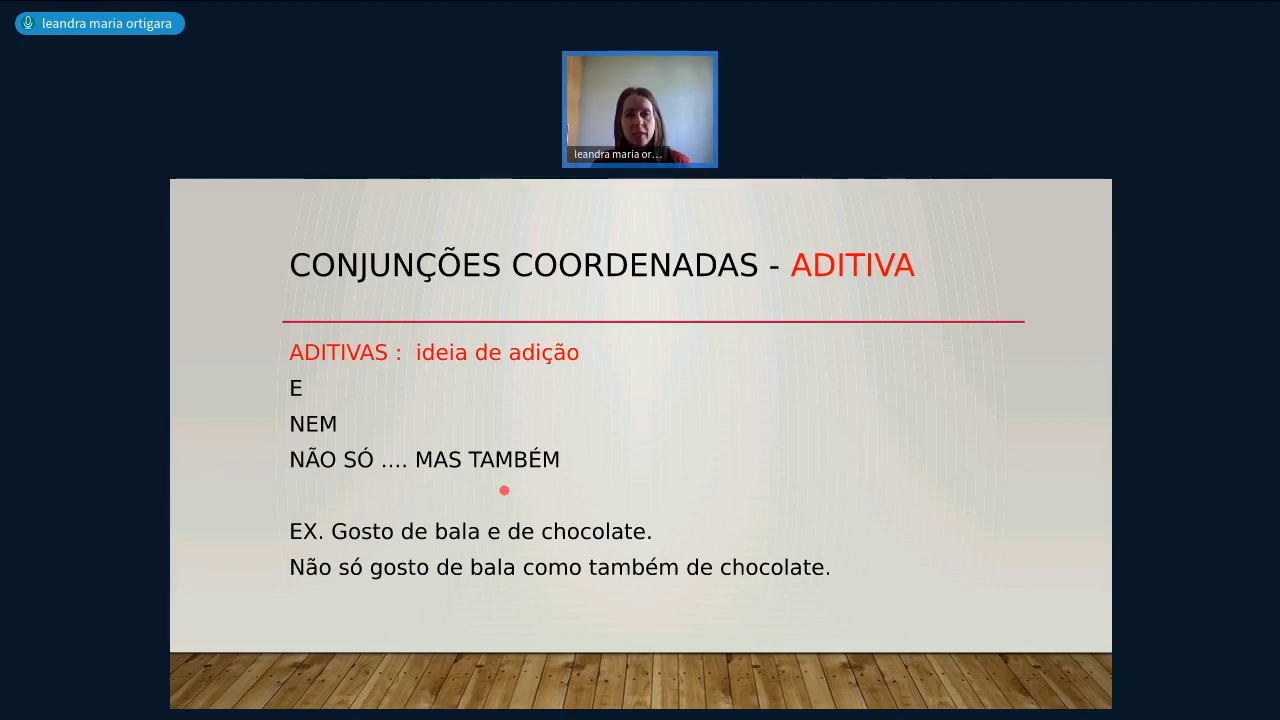 leandra maria ortigara
leandra maria or...
CONJUNÇÕES COORDENADAS - ADITIVA
ADITIVAS :  ideia de adição
E
NEM
NÃO SÓ .... MAS TAMBÉM
EX. Gosto de bala e de chocolate.
Não só gosto de bala como também de chocolate.